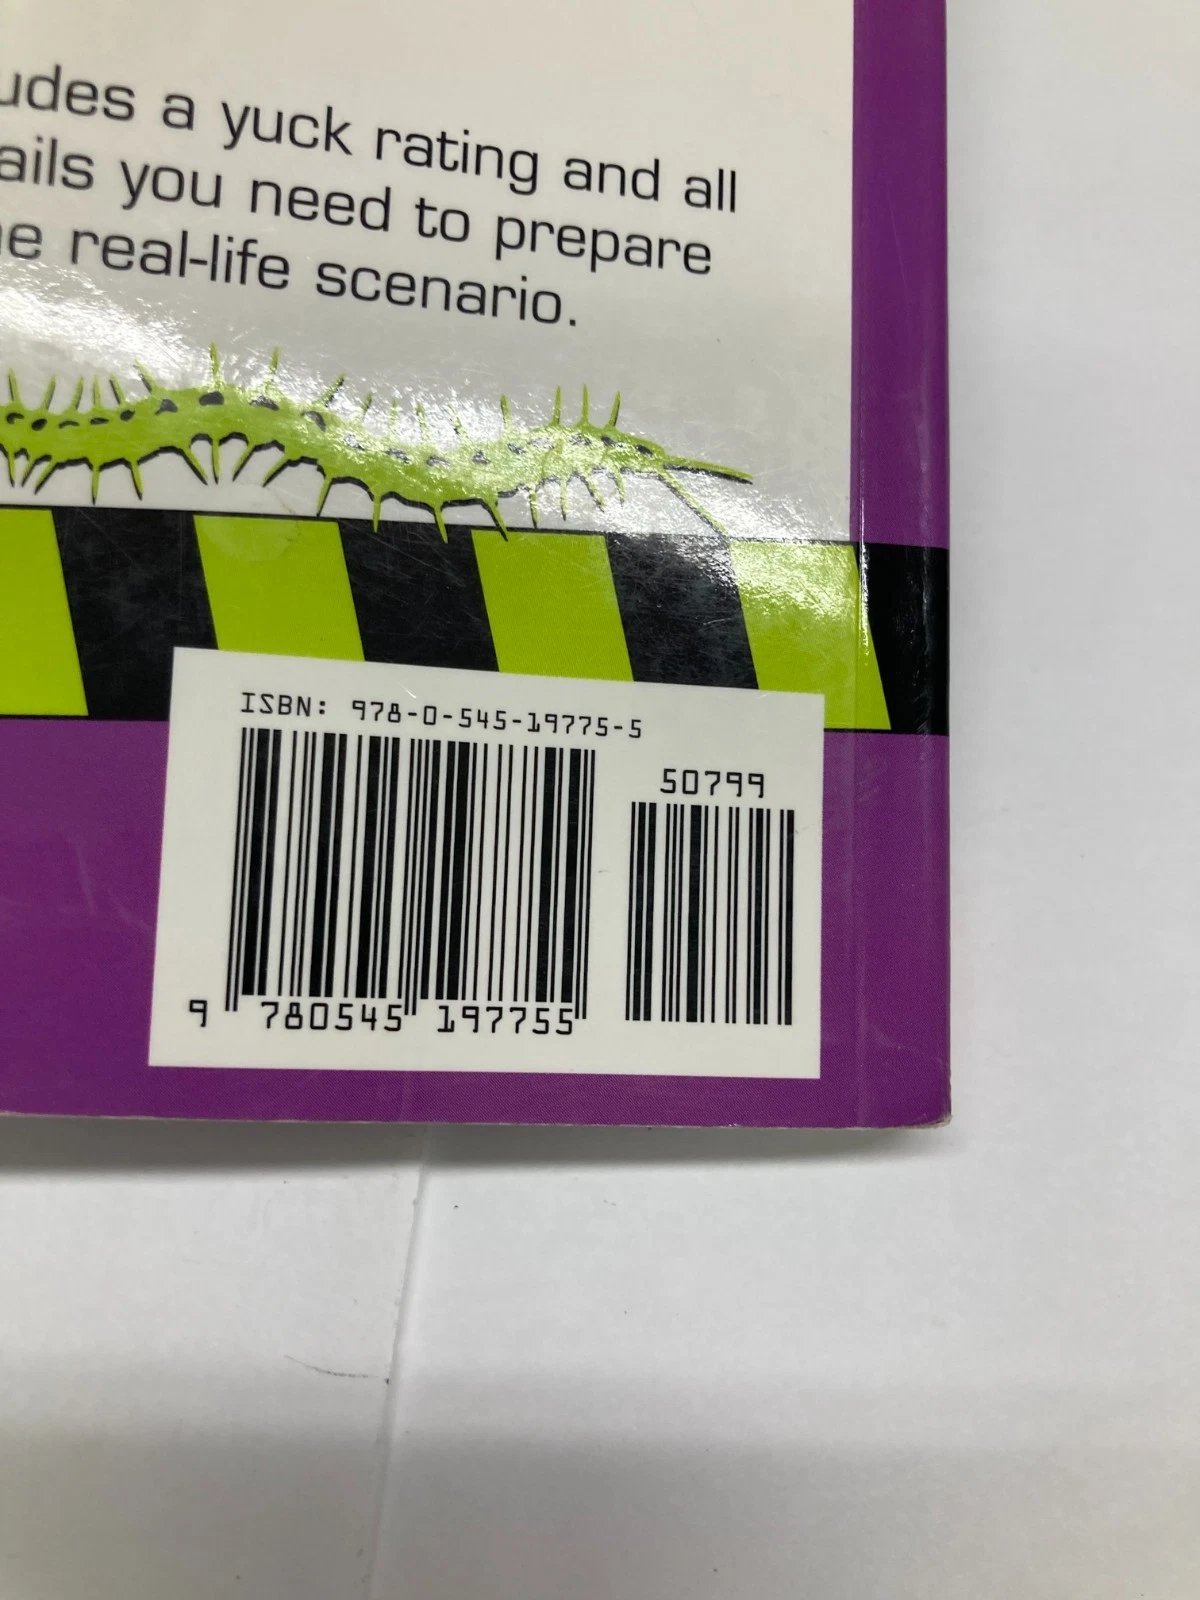 udes a yuck rating and all
ails you need to prepare
e real-life scenario.
ISBN: 978-0-545-19775-5
50799
9 780545 197755